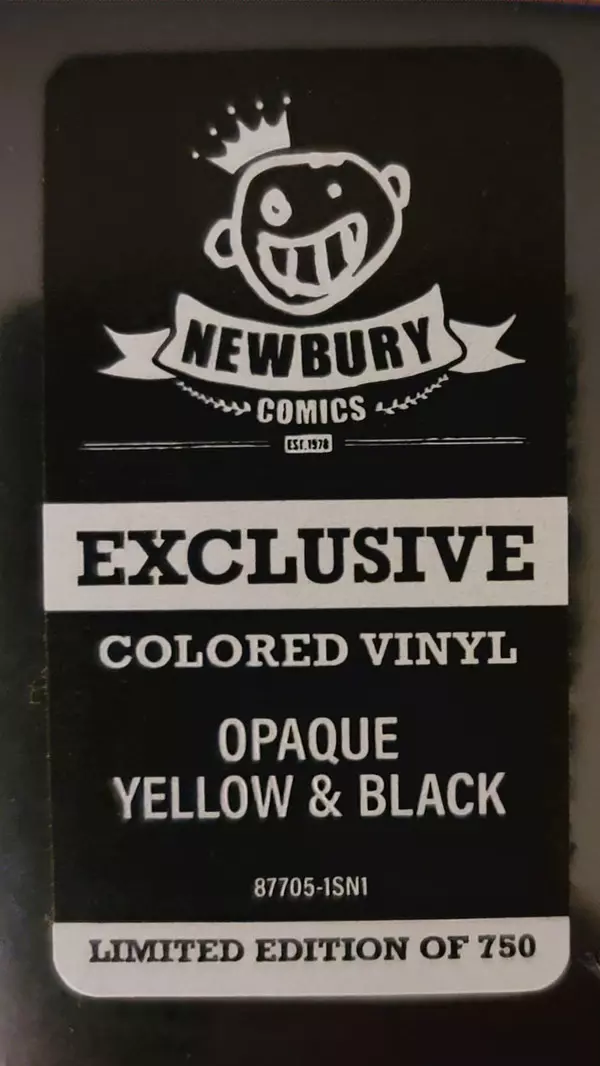 NEWBURY
COMICS
EST. 1978
EXCLUSIVE
COLORED VINYL
OPAQUE
YELLOW & BLACK
87705-1SN1
LIMITED EDITION OF 750